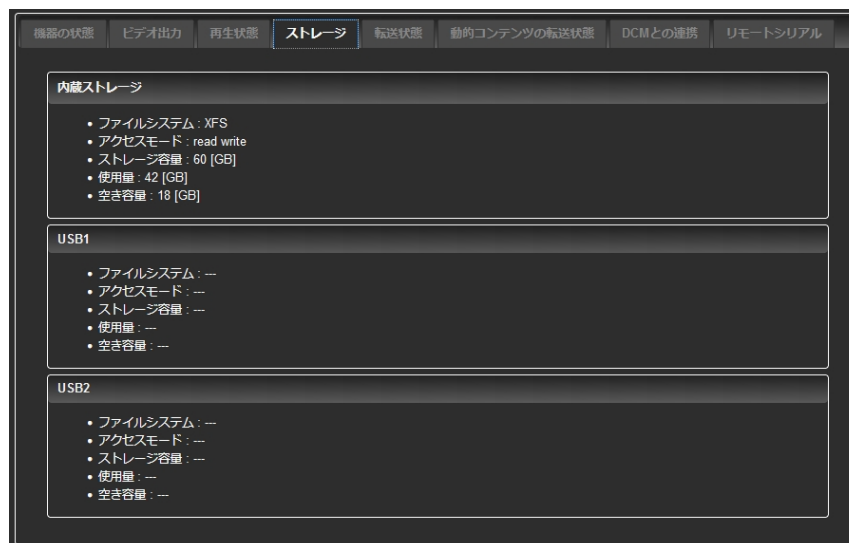 機器の状態 ビデオ出力 再生状態 ストレージ 転送状態 動的コンテンツの転送状態 DCMとの連携 リモートシリアル
内蔵ストレージ
• ファイルシステム : XFS
• アクセスモード : read write
• ストレージ容量 : 60 [GB]
• 使用量 : 42 [GB]
• 空き容量 : 18 [GB]
USB1
• ファイルシステム : ---
• アクセスモード : ---
• ストレージ容量 : ---
• 使用量 : ---
• 空き容量 : ---
USB2
• ファイルシステム : ---
• アクセスモード : ---
• ストレージ容量 : ---
• 使用量 : ---
• 空き容量 : ---